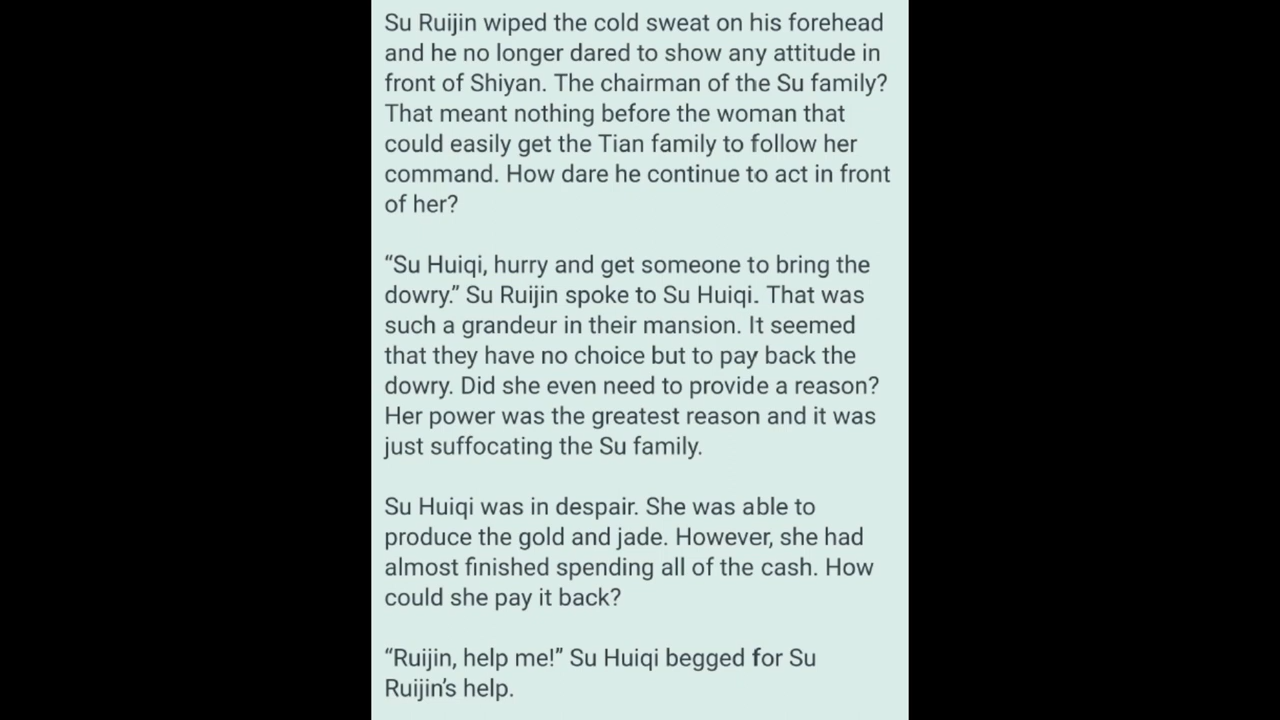 Su Ruijin wiped the cold sweat on his forehead
and he no longer dared to show any attitude in
front of Shiyan. The chairman of the Su family?
That meant nothing before the woman that
could easily get the Tian family to follow her
command. How dare he continue to act in front
of her?
“Su Huiqi, hurry and get someone to bring the
dowry.” Su Ruijin spoke to Su Huiqi. That was
such a grandeur in their mansion. It seemed
that they have no choice but to pay back the
dowry. Did she even need to provide a reason?
Her power was the greatest reason and it was
just suffocating the Su family.
Su Huiqi was in despair. She was able to
produce the gold and jade. However, she had
almost finished spending all of the cash. How
could she pay it back?
“Ruijin, help me!” Su Huiqi begged for Su
Ruijin’s help.